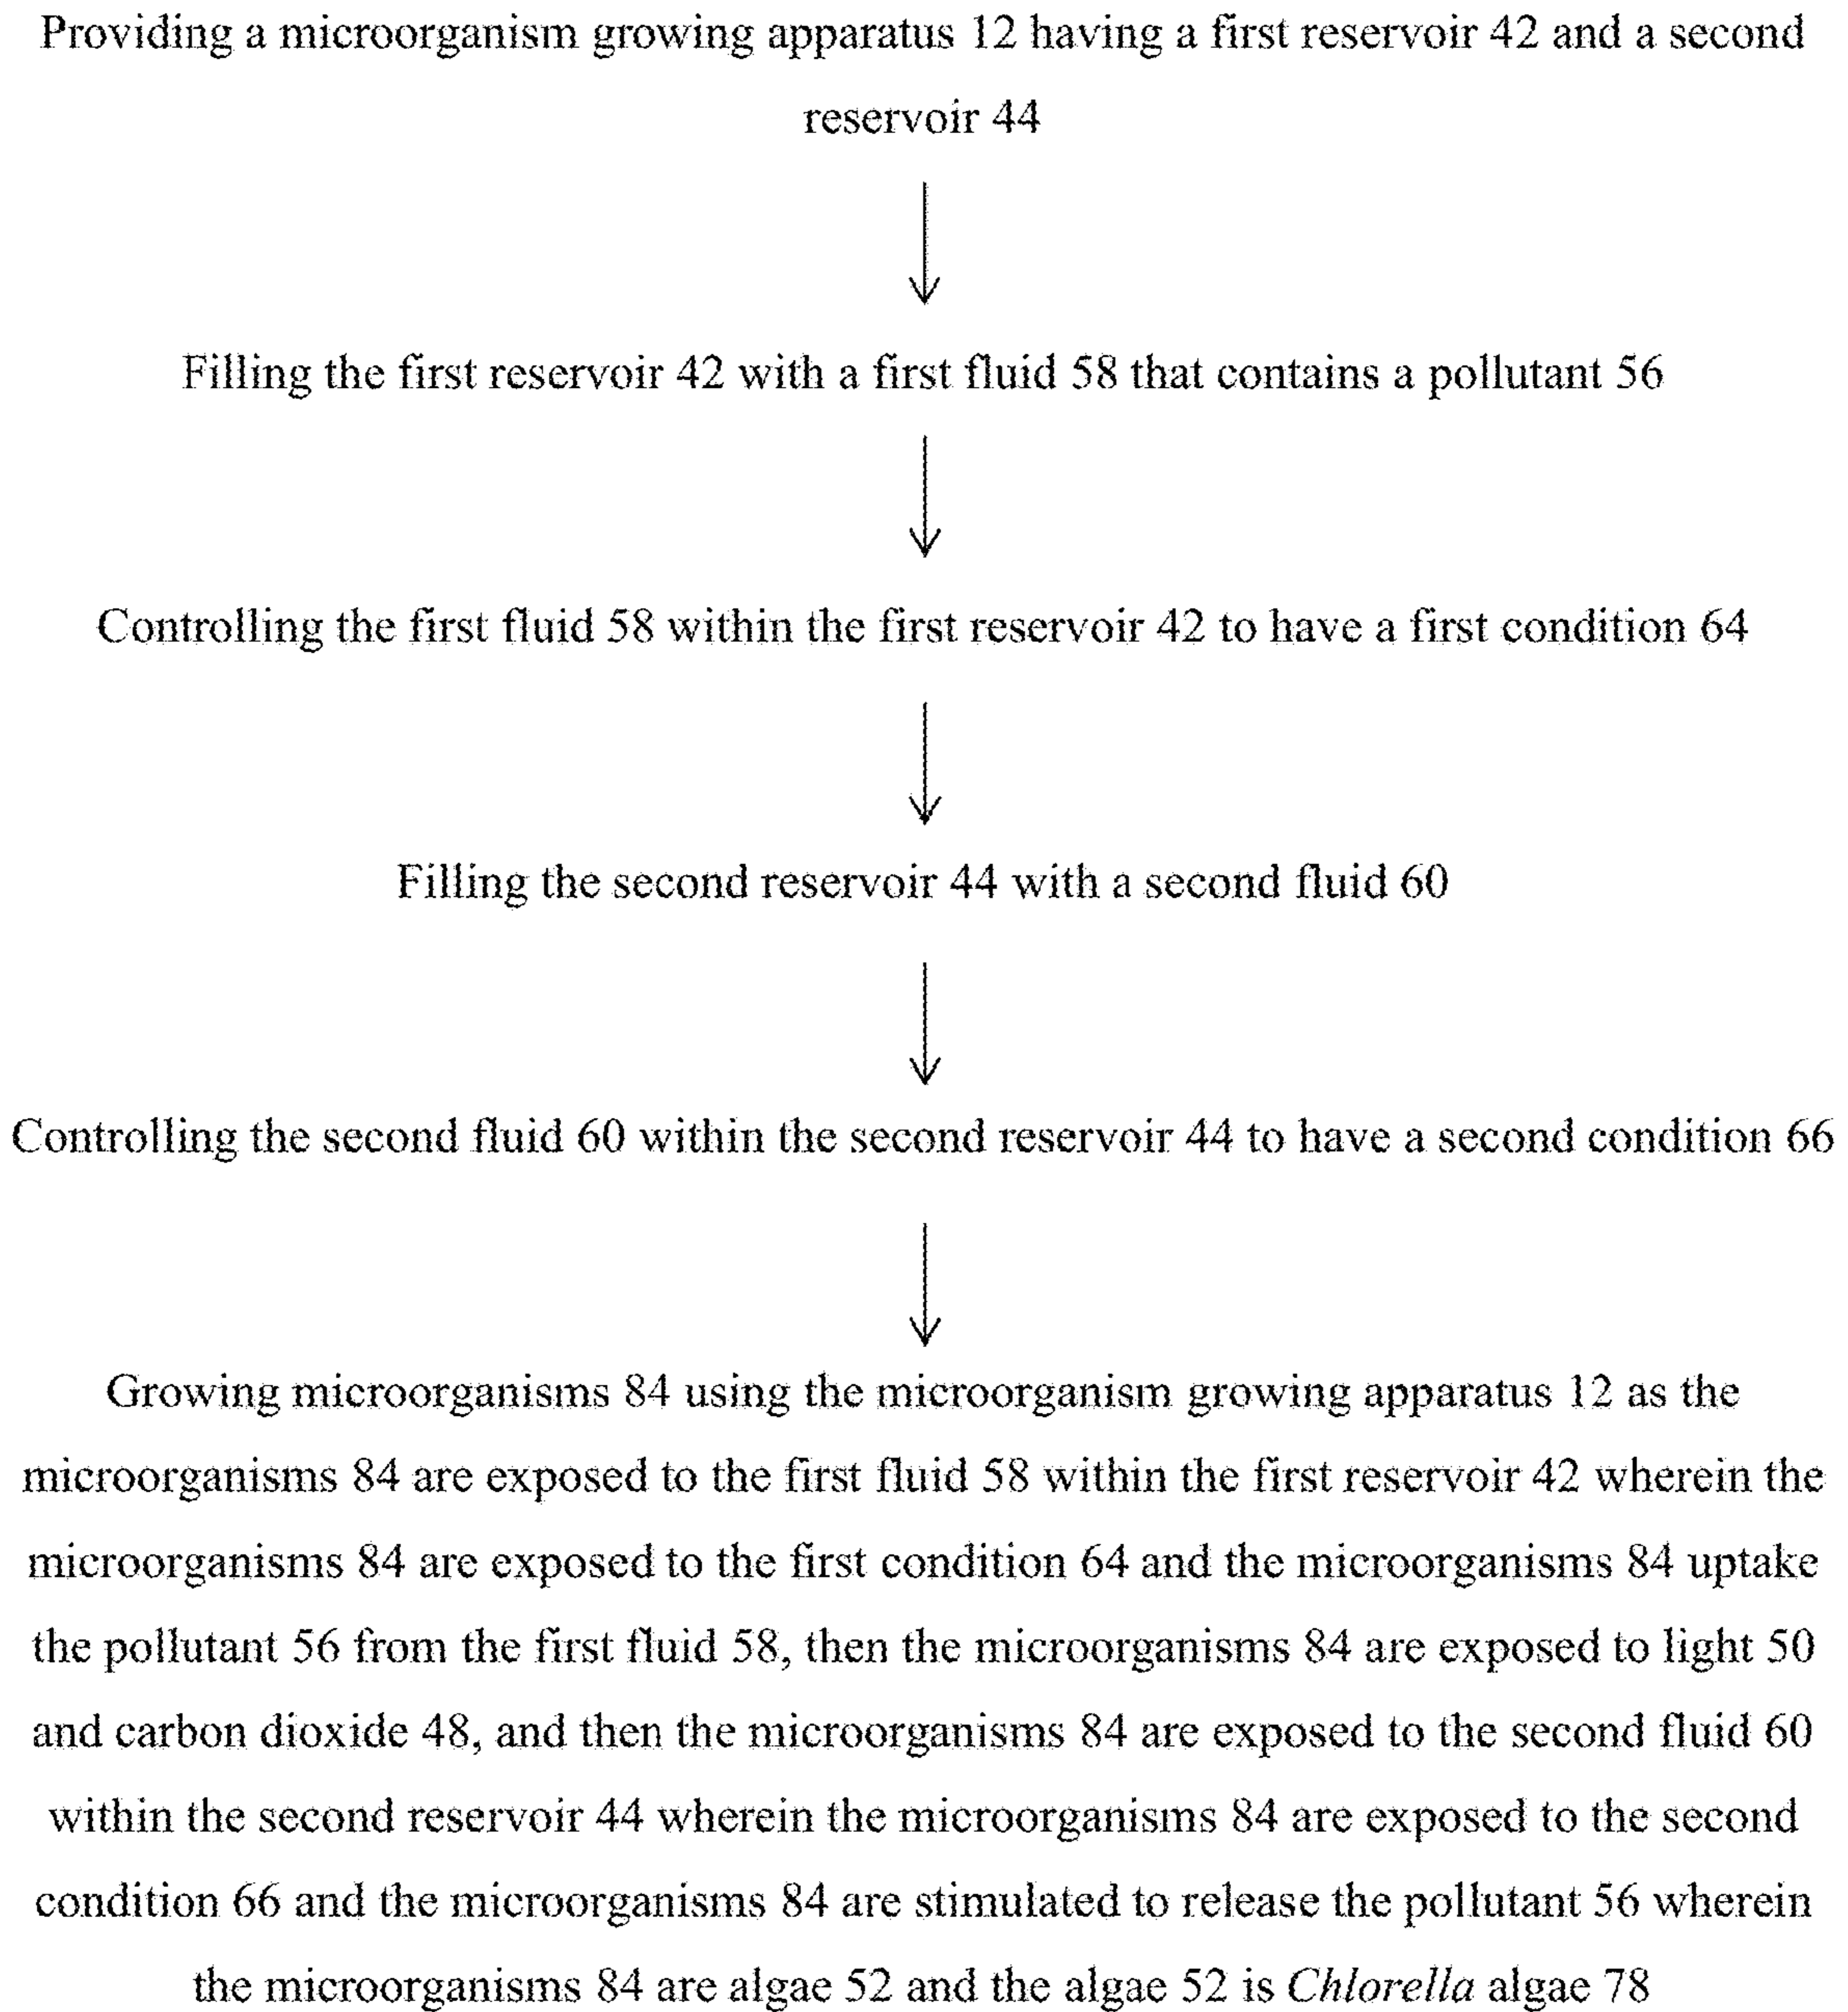 Providing a microorganism growing apparatus 12 having a first reservoir 42 and a second
reservoir 44
Filling the first reservoir 42 with a first fluid 58 that contains a pollutant 56
Controlling the first fluid 58 within the first reservoir 42 to have a first condition 64
Filling the second reservoir 44 with a second fluid 60
Controlling the second fluid 60 within the second reservoir 44 to have a second condition 66
Growing microorganisms 84 using the microorganism growing apparatus 12 as the
microorganisms 84 are exposed to the first fluid 58 within the first reservoir 42 wherein the
microorganisms 84 are exposed to the first condition 64 and the microorganisms 84 uptake
the pollutant 56 from the first fluid 58, then the microorganisms 84 are exposed to light 50
and carbon dioxide 48, and then the microorganisms 84 are exposed to the second fluid 60
within the second reservoir 44 wherein the microorganisms 84 are exposed to the second
condition 66 and the microorganisms 84 are stimulated to release the pollutant 56 wherein
the microorganisms 84 are algae 52 and the algae 52 is Chlorella algae 78